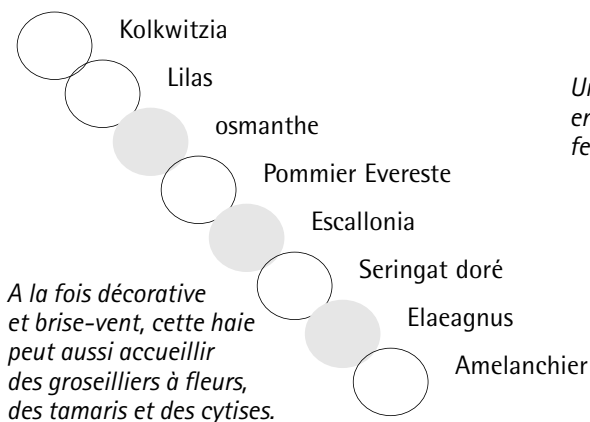 Kolkwitzia
Lilas
osmanthe
Pommier Evereste
Escallonia
Seringat doré
Elaeagnus
Amelanchier
A la fois décorative
et brise-vent, cette haie
peut aussi accueillir
des groseilliers à fleurs,
des tamaris et des cytises.